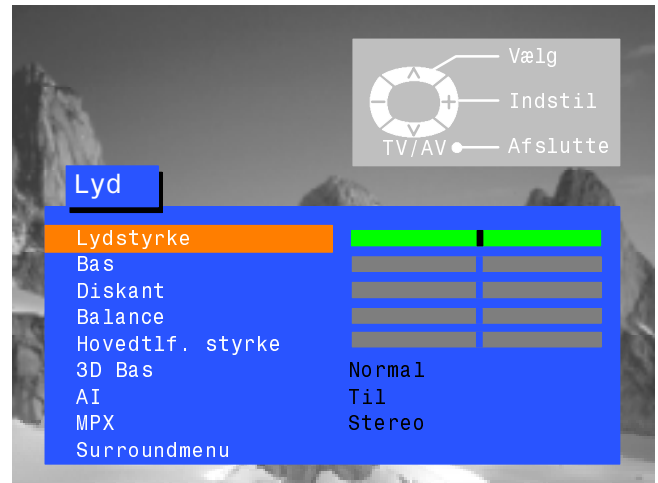 Vælg
Indstil
TV/AV Afslutte
Lyd
Lydstyrke
Bas
Diskant
Balance
Hovedtlf. styrke
3D Bas Normal
AI Til
MPX Stereo
Surroundmenu